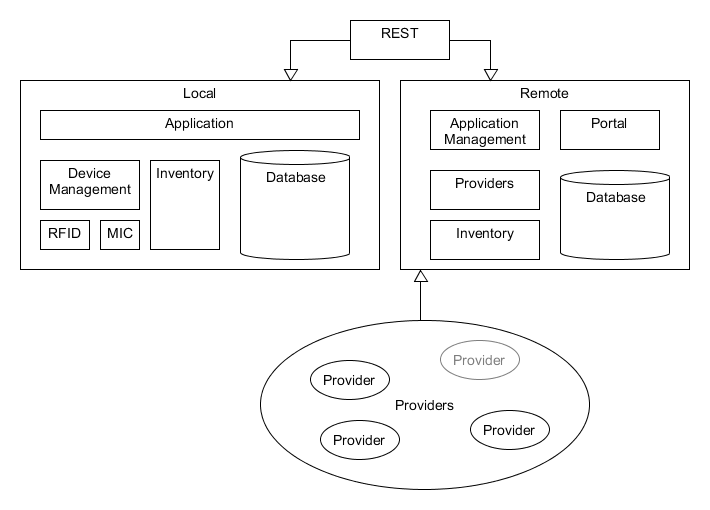 REST
Local
Application
Device
Management
Inventory
Database
RFID
MIC
Remote
Application
Management
Portal
Providers
Database
Inventory
Provider
Provider
Providers
Provider
Provider